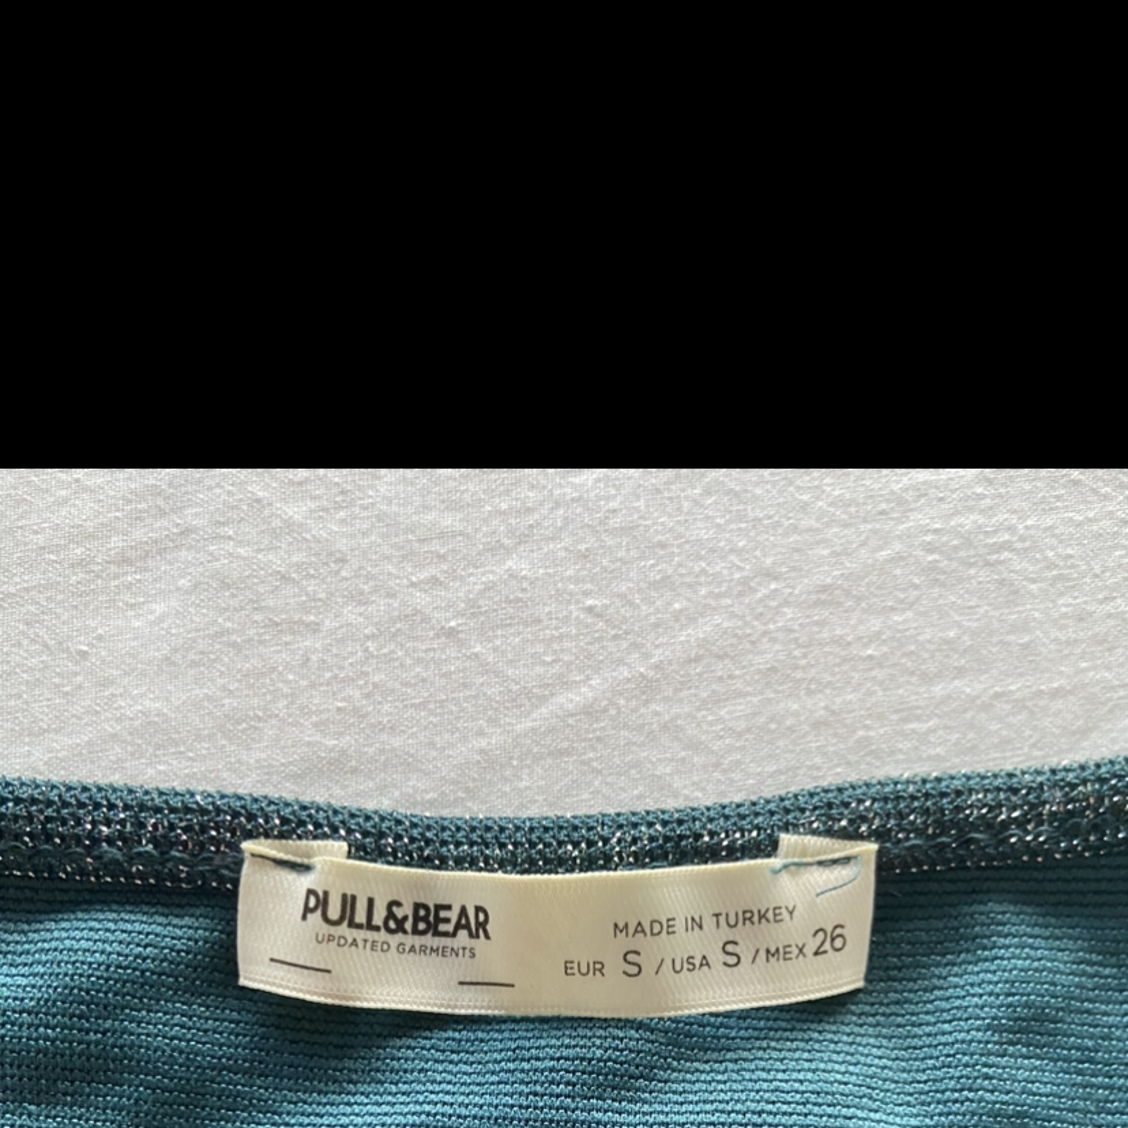 PULL&BEAR
UPDATED GARMENTS
MADE IN TURKEY
EUR S / USA S / MEX 26